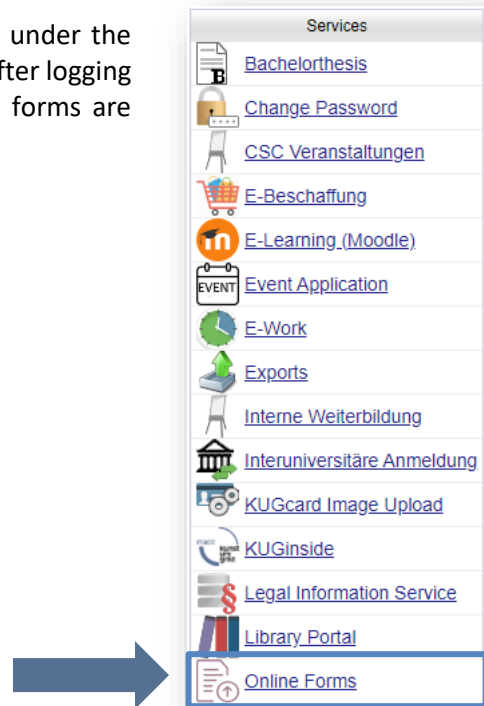 under the
fter logging
forms are
Services
B
Bachelorthesis
Change Password
CSC Veranstaltungen
E-Beschaffung
m
E-Learning (Moodle)
EVENT
Event Application
E-Work
Exports
Interne Weiterbildung
Interuniversitäre Anmeldung
KUGcard Image Upload
KUGinside
§
Legal Information Service
Library Portal
Online Forms